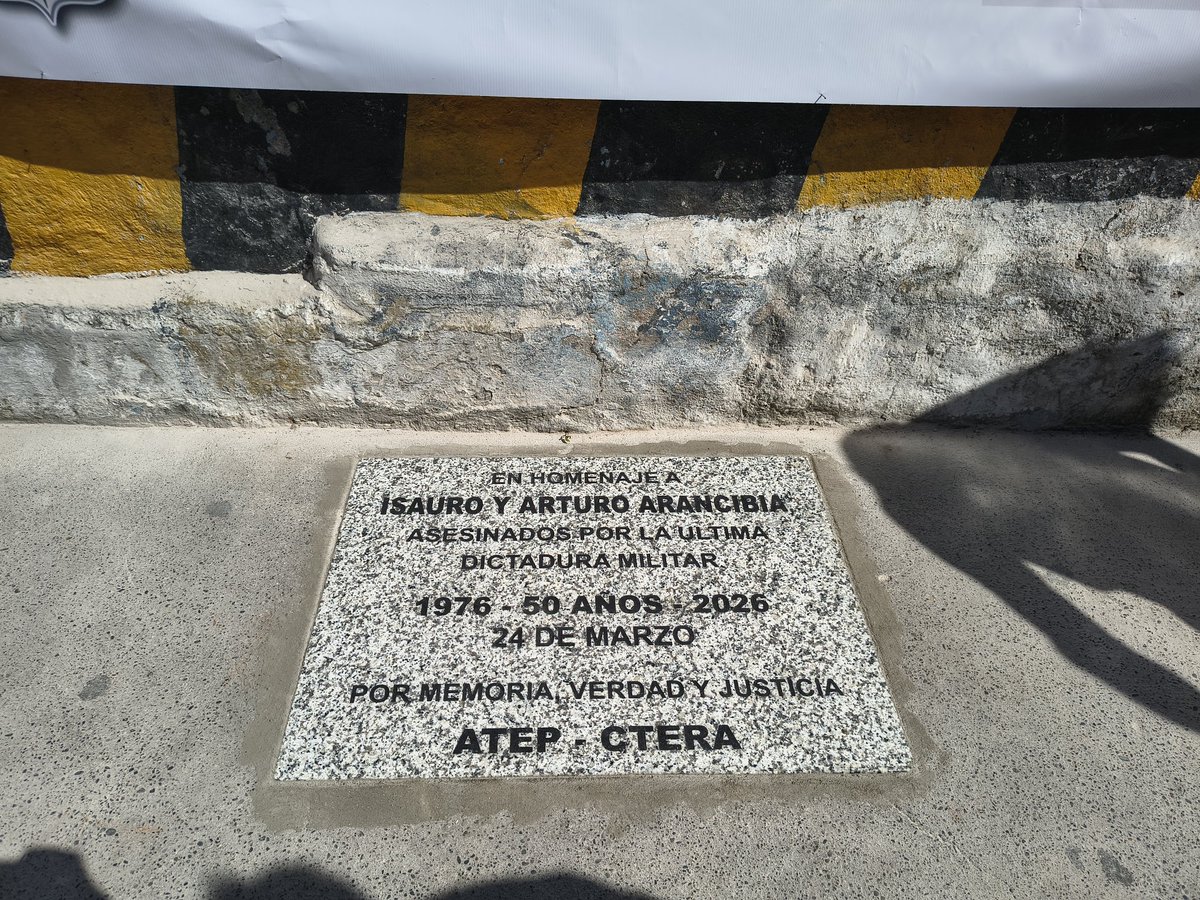 EN HOMENAJE A
ISAURO Y ARTURO ARANCIBIA
ASESINADOS POR LA ULTIMA
DICTADURA MILITAR
1976 - 50 AÑOS - 2026
24 DE MARZO
POR MEMORIA, VERDAD Y JUSTICIA
ATEP - CTERA